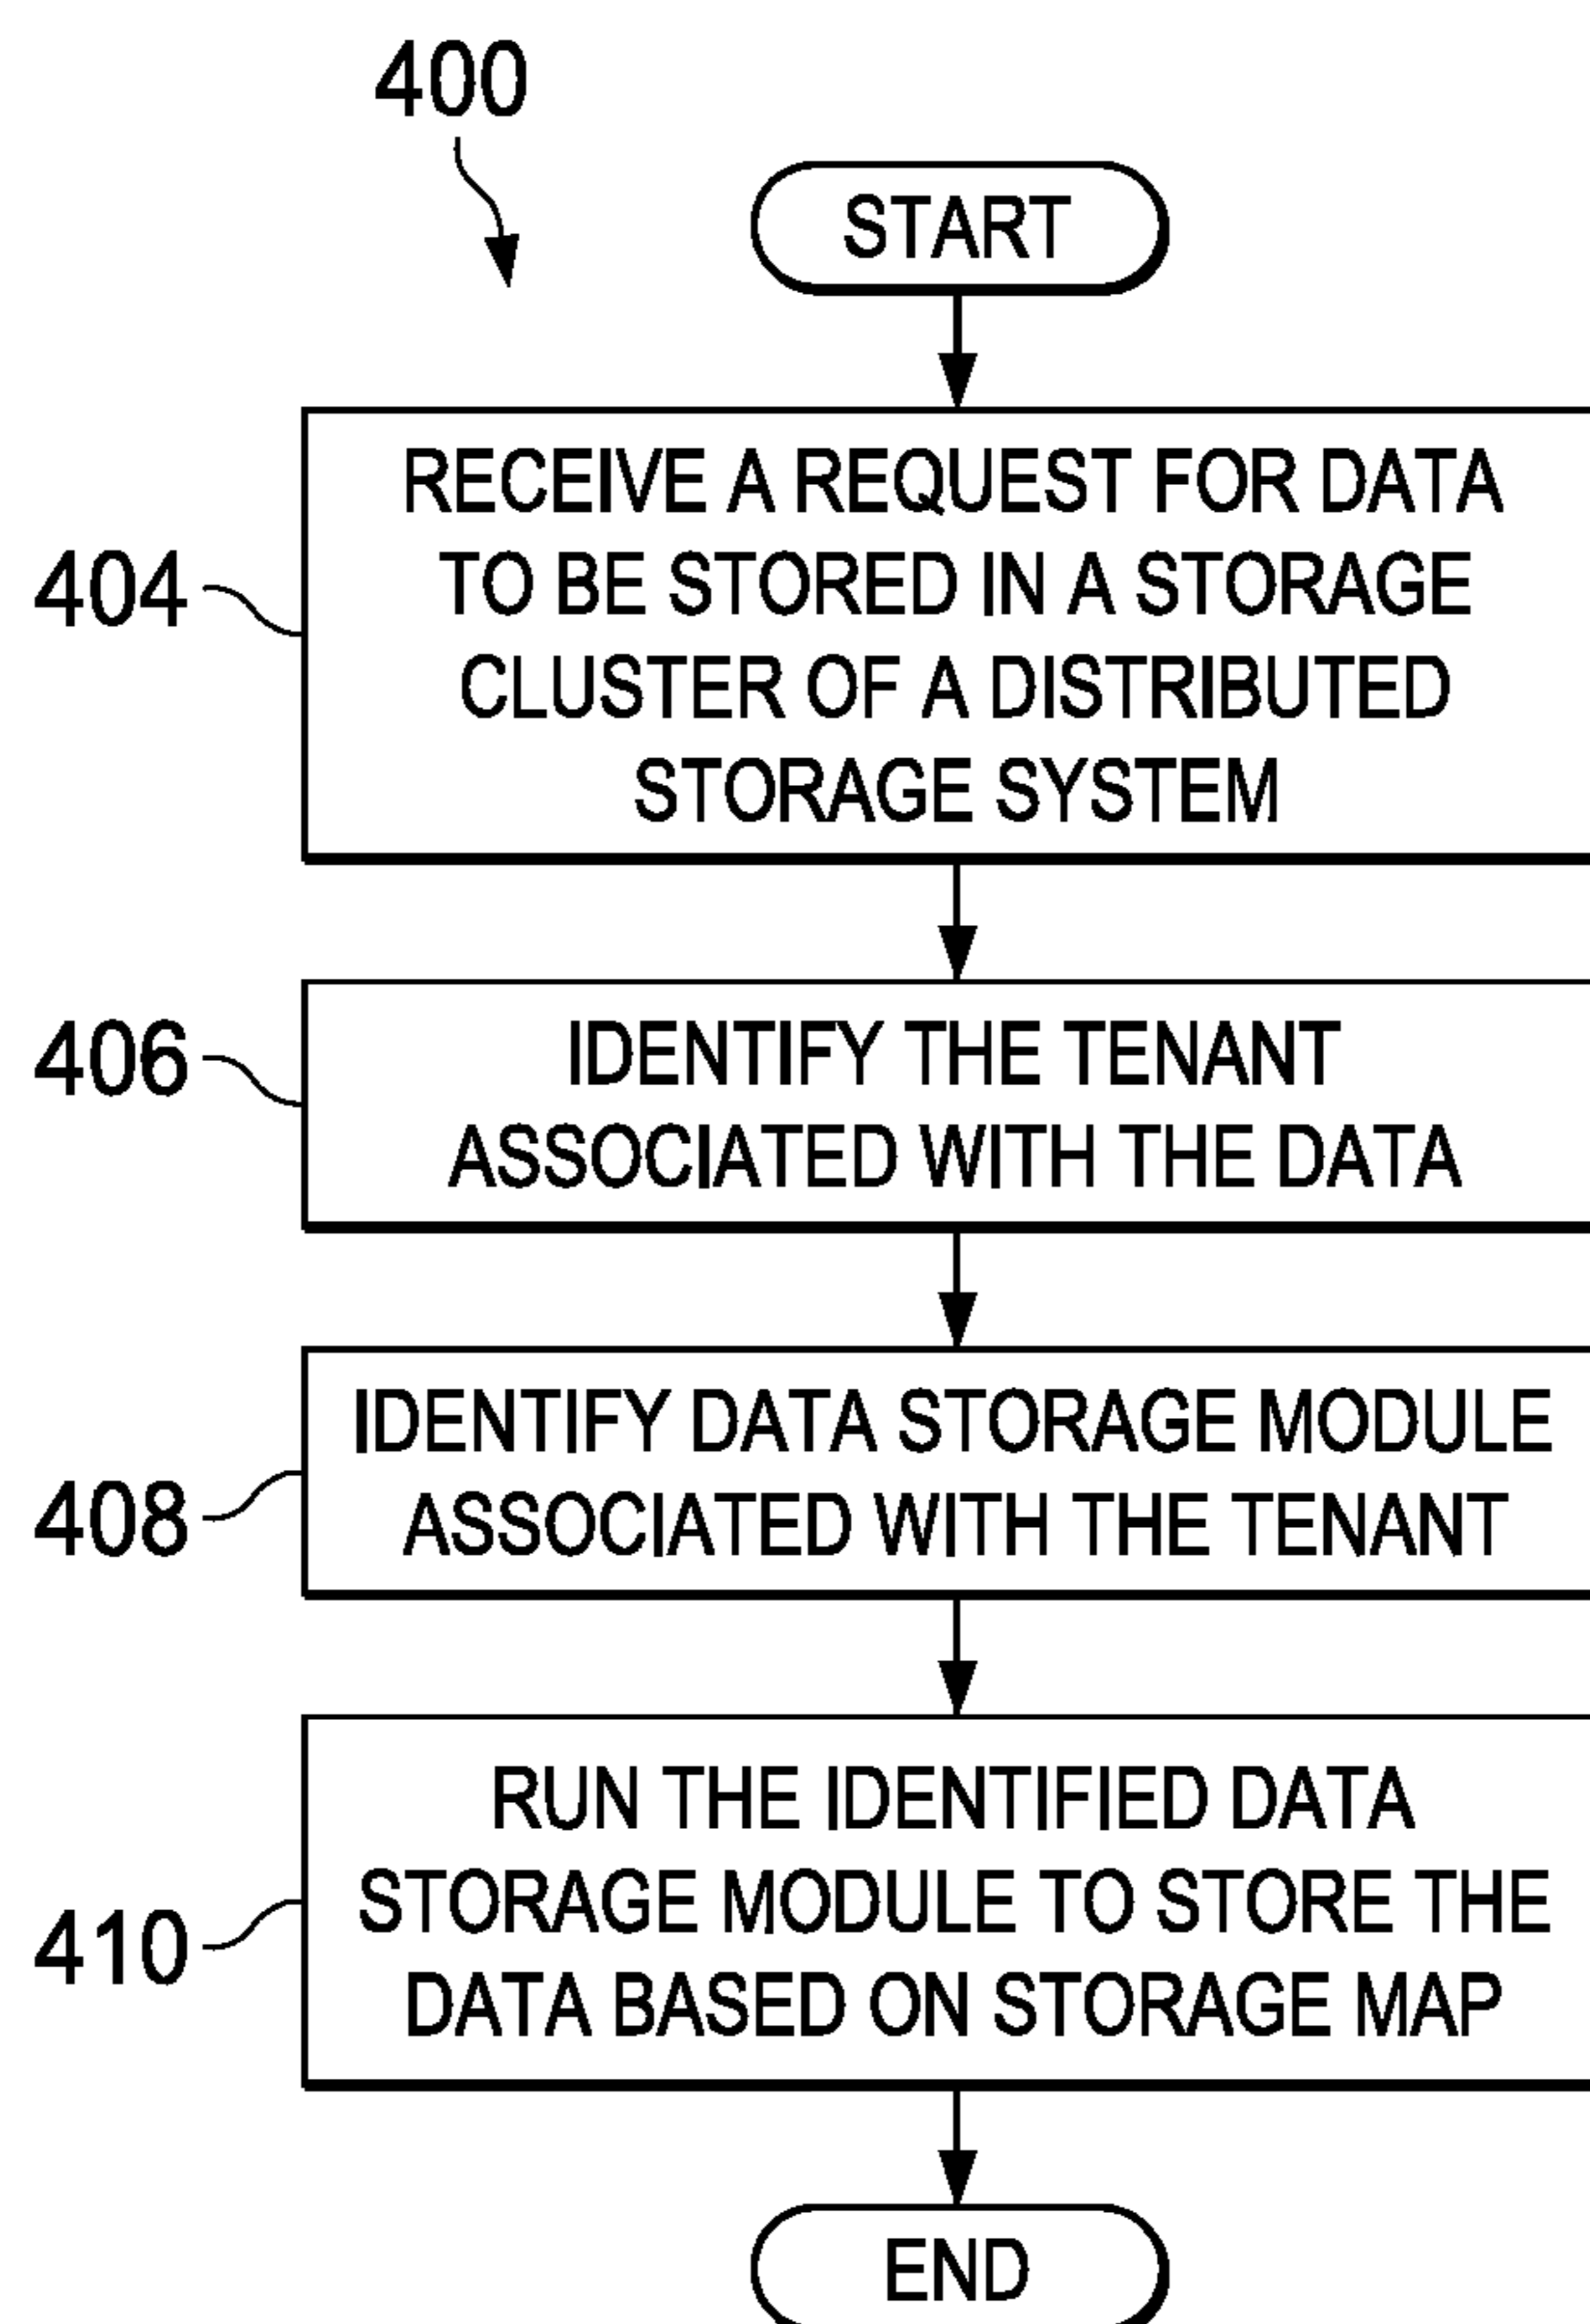 400
START
RECEIVE A REQUEST FOR DATA
TO BE STORED IN A STORAGE
CLUSTER OF A DISTRIBUTED
STORAGE SYSTEM
404
IDENTIFY THE TENANT
ASSOCIATED WITH THE DATA
406
IDENTIFY DATA STORAGE MODULE
ASSOCIATED WITH THE TENANT
408
RUN THE IDENTIFIED DATA
STORAGE MODULE TO STORE THE
DATA BASED ON STORAGE MAP
410
END